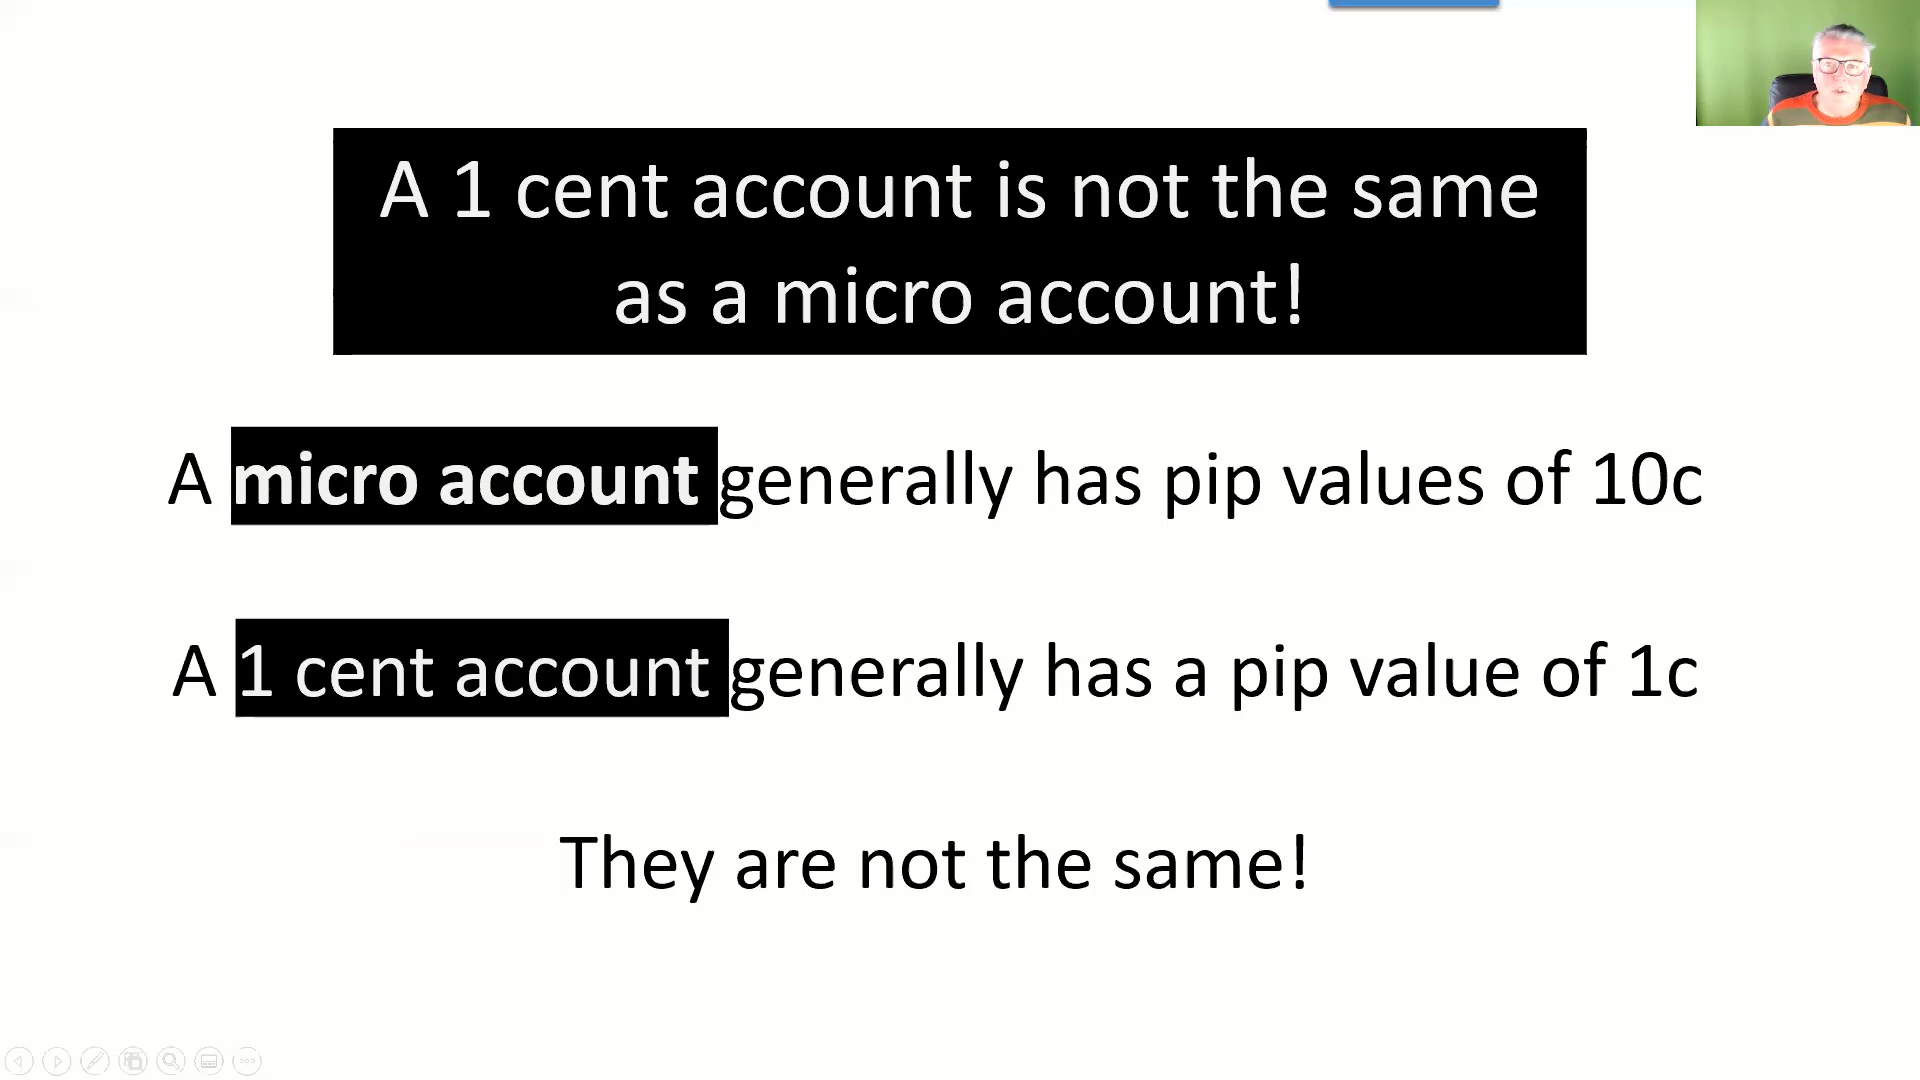 A 1 cent account is not the same
as a micro account!
A micro account generally has pip values of 10c
A 1 cent account generally has a pip value of 1c
They are not the same!